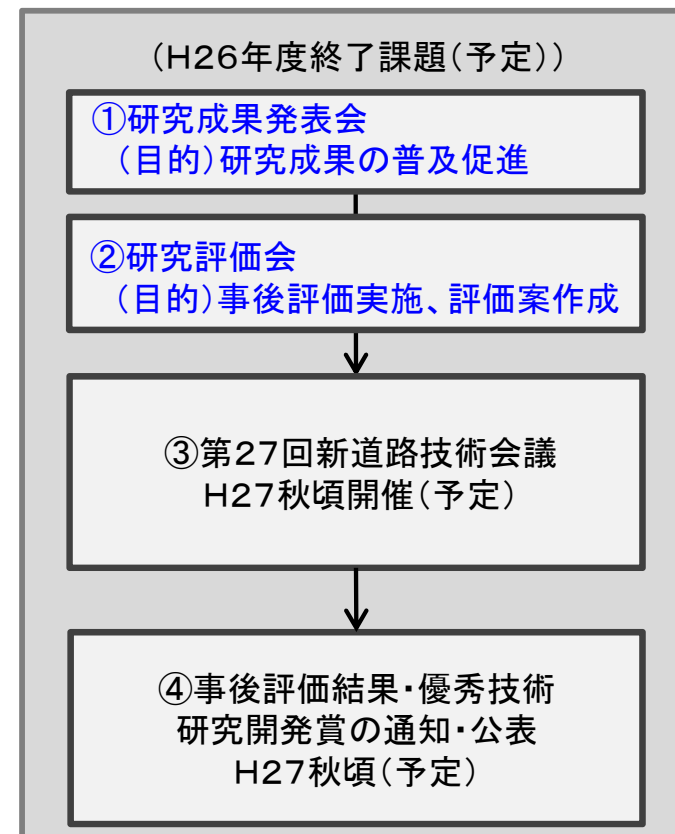 （H26年度終了課題（予定））
①研究成果発表会
（目的）研究成果の普及促進
②研究評価会
（目的）事後評価実施、評価案作成
③第27回新道路技術会議
H27秋頃開催（予定）
④事後評価結果・優秀技術
研究開発賞の通知・公表
H27秋頃（予定）